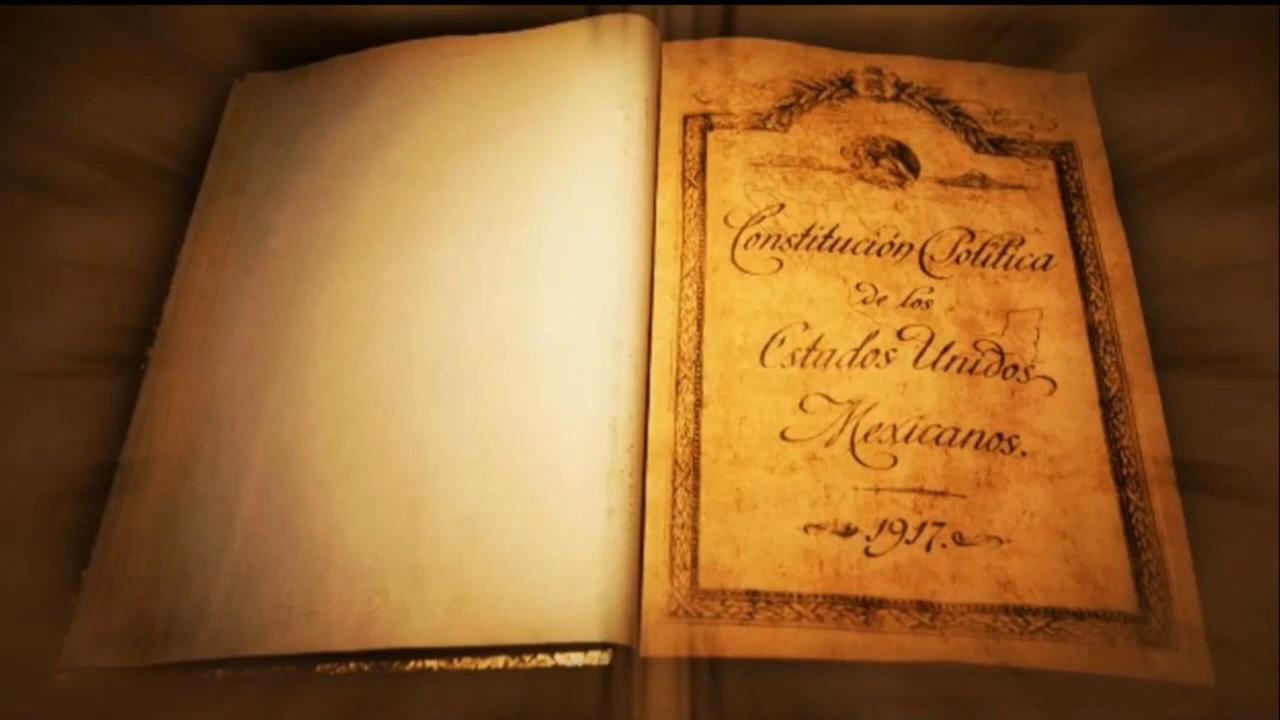 Constitución Política
de los
Estados Unidos
Mexicanos.
1917.